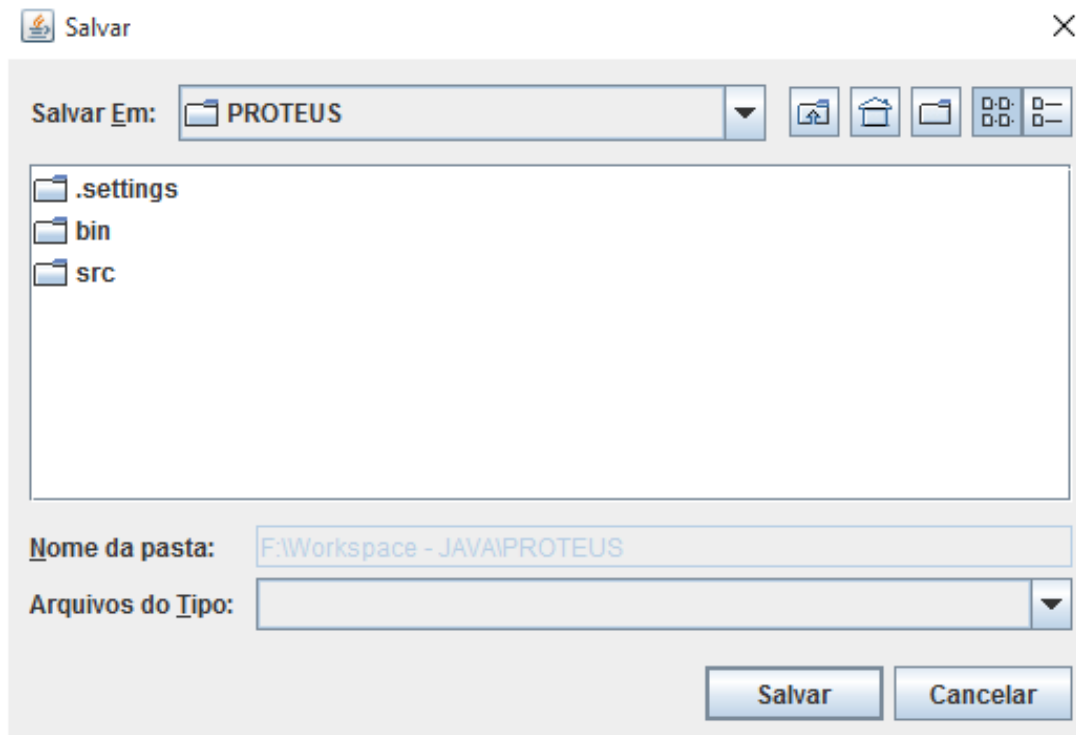 Salvar
Salvar Em: PROTEUS
.settings
bin
src
Nome da pasta: F:\Workspace - JAVA\PROTEUS
Arquivos do Tipo:
Salvar Cancelar